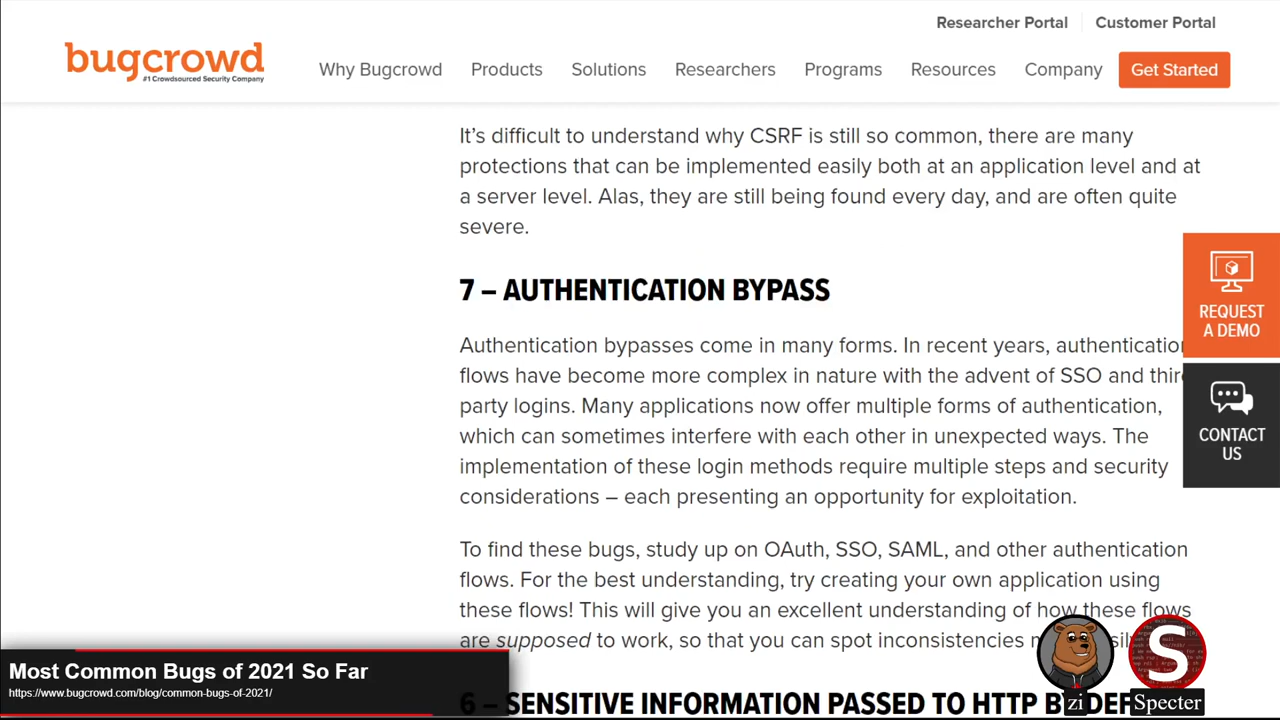 Researcher Portal
Customer Portal
bugcrowd
#1 Crowdsourced Security Company
Why Bugcrowd
Products
Solutions
Researchers
Programs
Resources
Company
Get Started
It’s difficult to understand why CSRF is still so common, there are many
protections that can be implemented easily both at an application level and at
a server level. Alas, they are still being found every day, and are often quite
severe.
7 – AUTHENTICATION BYPASS
Authentication bypasses come in many forms. In recent years, authentication
flows have become more complex in nature with the advent of SSO and third
party logins. Many applications now offer multiple forms of authentication,
which can sometimes interfere with each other in unexpected ways. The
implementation of these login methods require multiple steps and security
considerations – each presenting an opportunity for exploitation.
To find these bugs, study up on OAuth, SSO, SAML, and other authentication
flows. For the best understanding, try creating your own application using
these flows! This will give you an excellent understanding of how these flows
are supposed to work, so that you can spot inconsistencies
6 – SENSITIVE INFORMATION PASSED TO HTTP
REQUEST
A DEMO
CONTACT
US
Most Common Bugs of 2021 So Far
https://www.bugcrowd.com/blog/common-bugs-of-2021/
zi
S
Specter